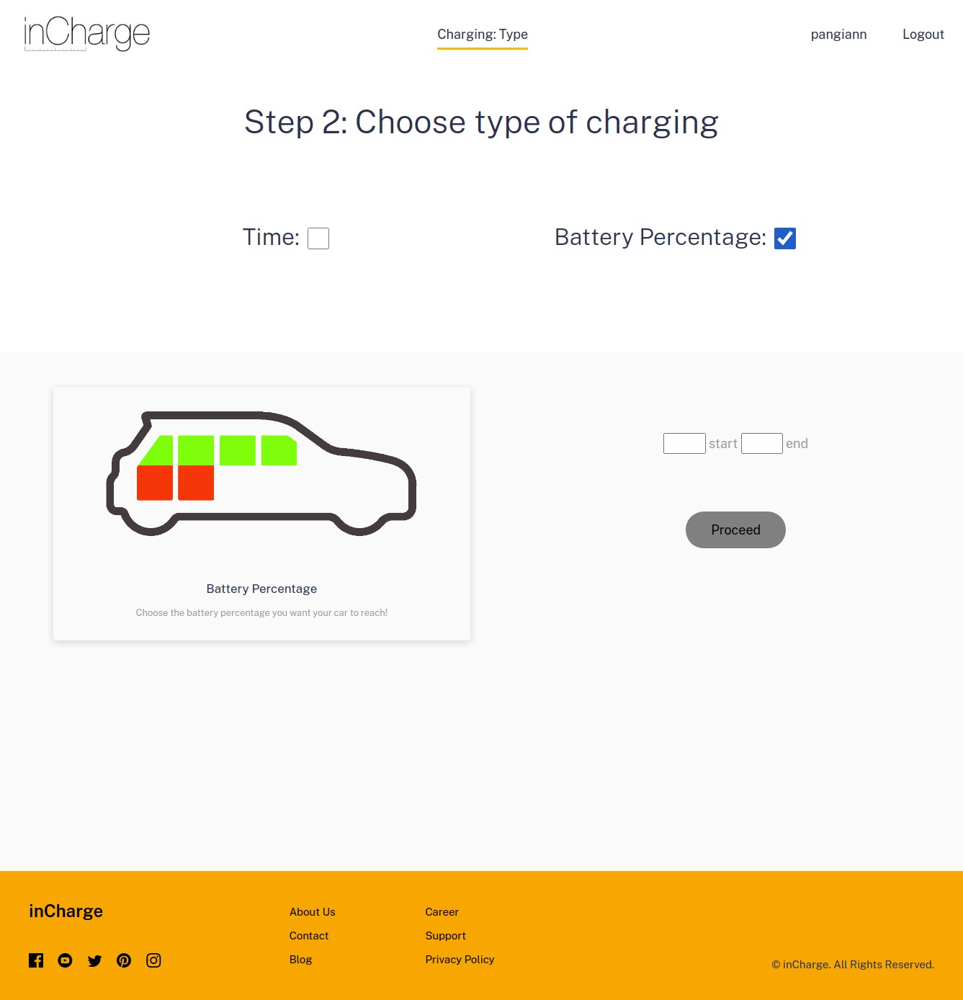 inCharge
Charging: Type
pangiann
Logout
Step 2: Choose type of charging
Time:
Battery Percentage:
start end
Proceed
Battery Percentage
Choose the battery percentage you want your car to reach!
inCharge
About Us
Contact
Blog
Career
Support
Privacy Policy
© inCharge. All Rights Reserved.